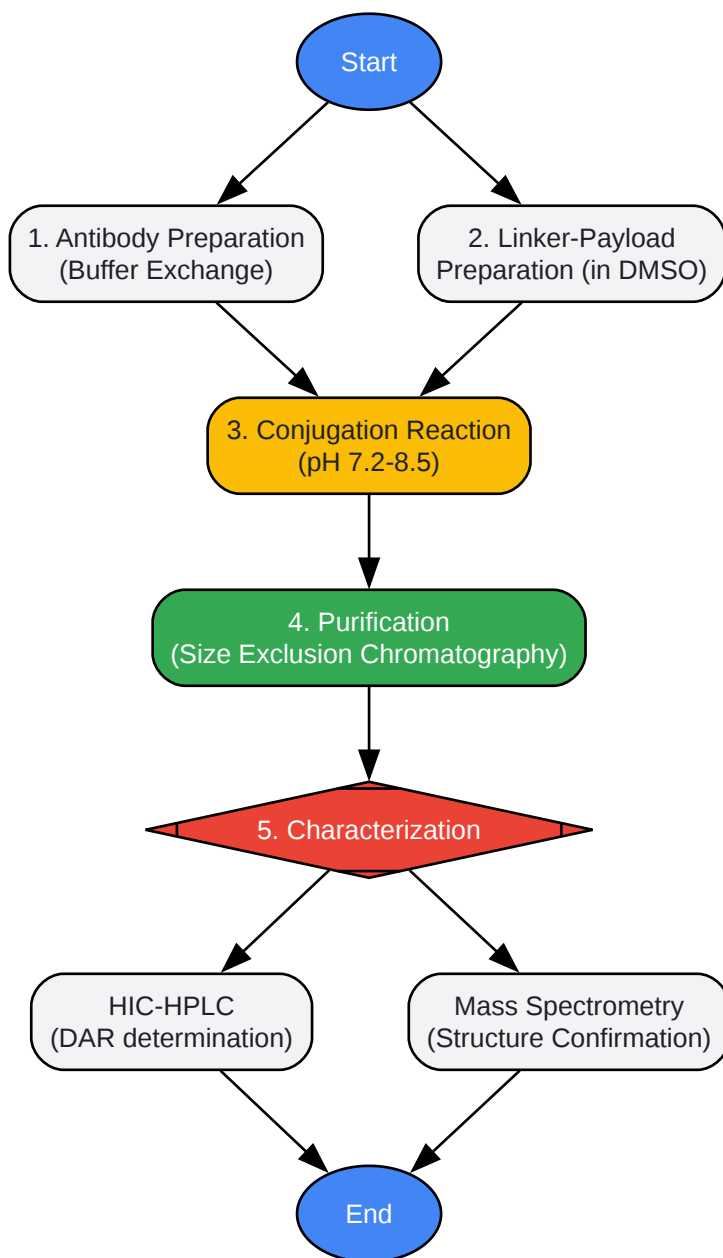 Start
1. Antibody Preparation
(Buffer Exchange)
2. Linker-Payload
Preparation (in DMSO)
3. Conjugation Reaction
(pH 7.2-8.5)
4. Purification
(Size Exclusion Chromatography)
5. Characterization
HIC-HPLC
(DAR determination)
Mass Spectrometry
(Structure Confirmation)
End